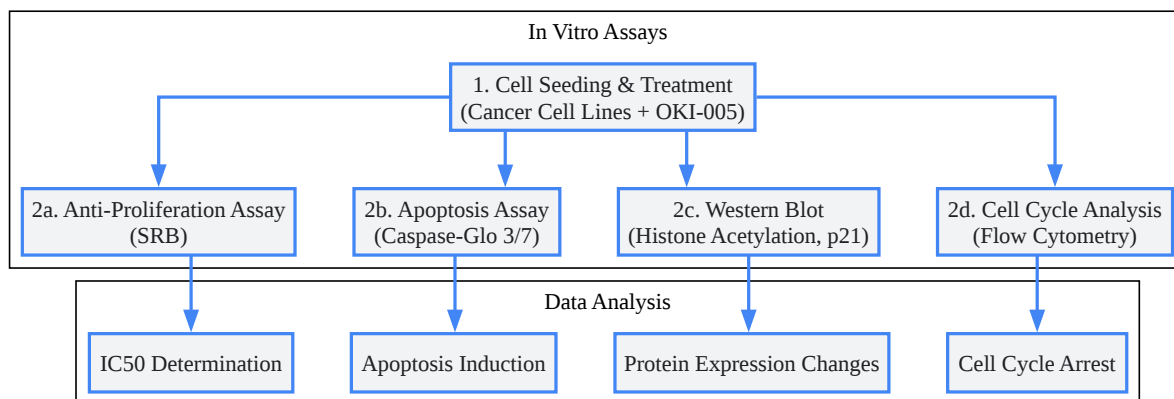 In Vitro Assays
1. Cell Seeding & Treatment
(Cancer Cell Lines + OKI-005)
2a. Anti-Proliferation Assay
(SRB)
2b. Apoptosis Assay
(Caspase-Glo 3/7)
2c. Western Blot
(Histone Acetylation, p21)
2d. Cell Cycle Analysis
(Flow Cytometry)
Data Analysis
IC50 Determination
Apoptosis Induction
Protein Expression Changes
Cell Cycle Arrest